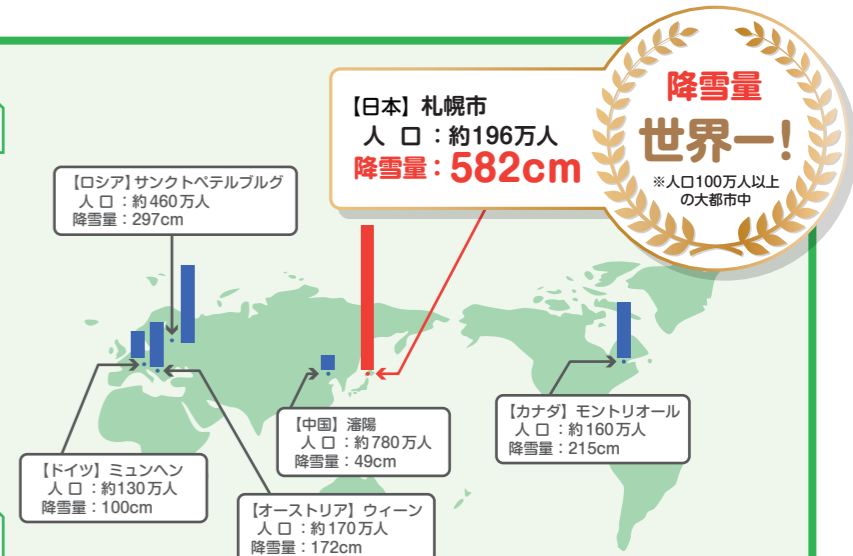 降雪量
世界一!
※人口100万人以上
の大都市中
【日本】札幌市
人 口:約196万人
降雪量:582cm
【ロシア】サンクトペテルブルグ
人 口:約460万人
降雪量:297cm
【中国】瀋陽
人 口:約780万人
降雪量:49cm
【カナダ】モントリオール
人 口:約160万人
降雪量:215cm
【ドイツ】ミュンヘン
人 口:約130万人
降雪量:100cm
【オーストリア】ウィーン
人 口:約170万人
降雪量:172cm